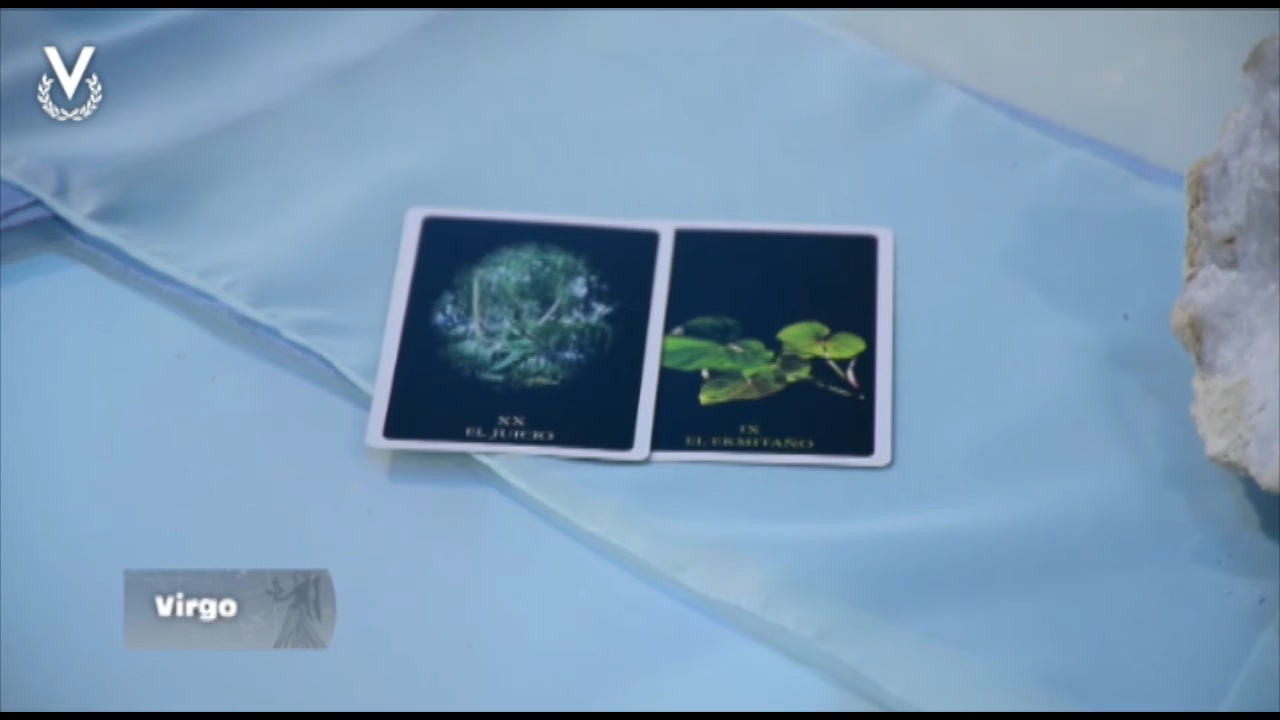 V
XX
EL JUICIO
IX
EL ERMITAÑO
Virgo